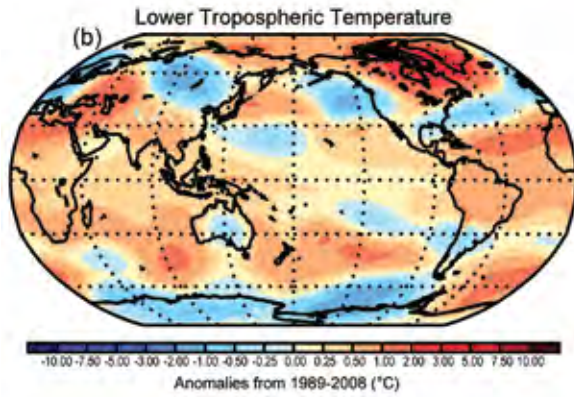 Lower Tropospheric Temperature
(b)
-10.00 -7.50 -5.00 -3.00 -2.00 -1.00 -0.50 -0.25 0.00 0.25 0.50 1.00 2.00 3.00 5.00 7.50 10.00
Anomalies from 1989-2008 (°C)